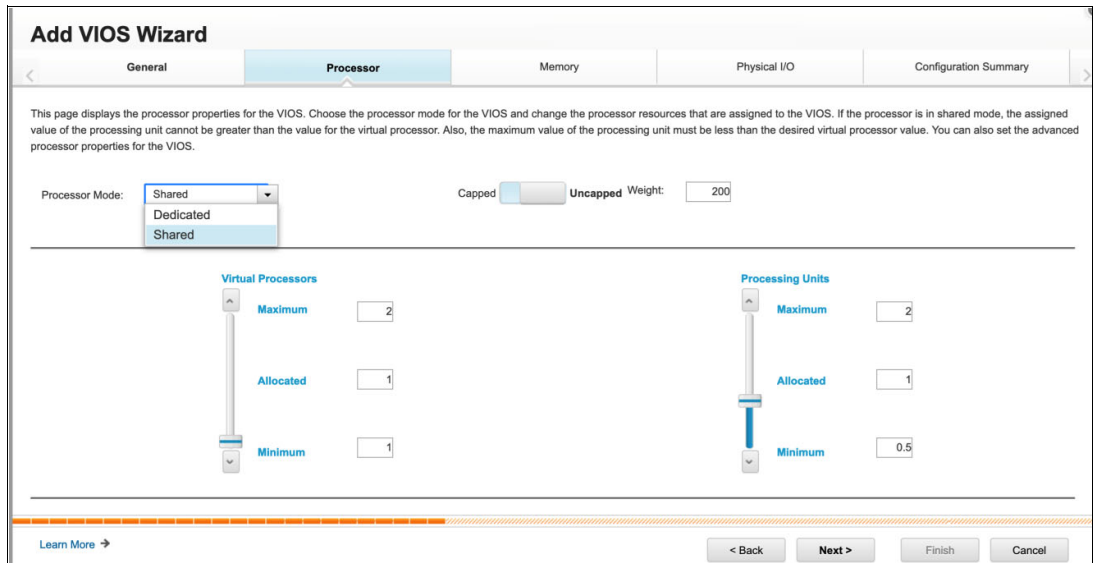 Add VIOS Wizard
General Processor Memory Physical I/O Configuration Summary
This page displays the processor properties for the VIOS. Choose the processor mode for the VIOS and change the processor resources that are assigned to the VIOS. If the processor is in shared mode, the assigned
value of the processing unit cannot be greater than the value for the virtual processor. Also, the maximum value of the processing unit must be less than the desired virtual processor value. You can also set the advanced
processor properties for the VIOS.
Processor Mode: Shared Capped Uncapped Weight: 200
Dedicated
Shared
Virtual Processors Processing Units
Maximum 2 Maximum 2
Allocated 1 Allocated 1
Minimum 1 Minimum 0.5
Learn More < Back Next > Finish Cancel